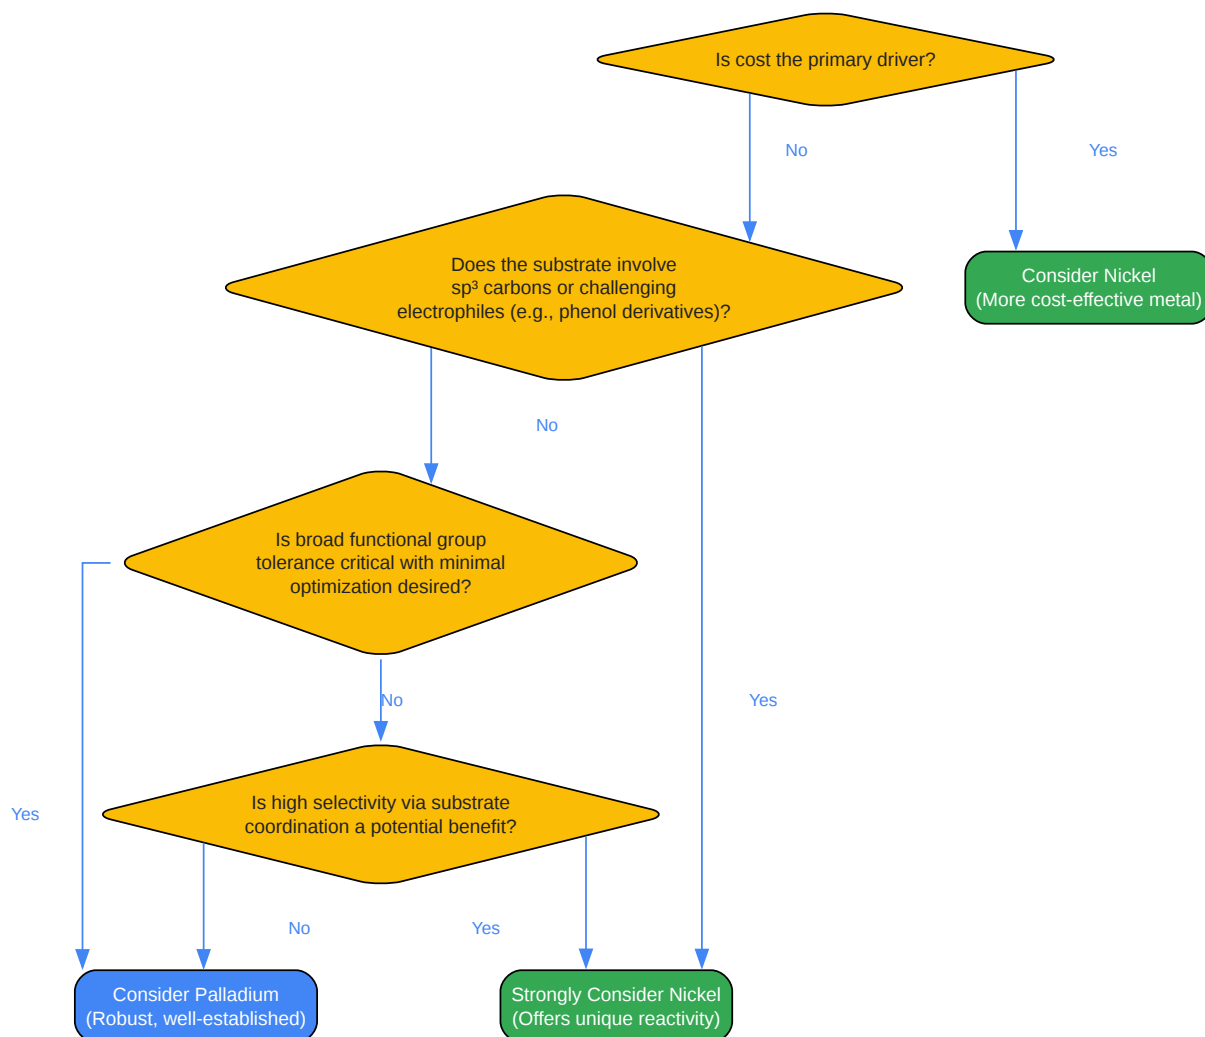 Is cost the primary driver?
No
Yes
Does the substrate involve
sp³ carbons or challenging
electrophiles (e.g., phenol derivatives)?
Consider Nickel
(More cost-effective metal)
No
Is broad functional group
tolerance critical with minimal
optimization desired?
No
Yes
Is high selectivity via substrate
coordination a potential benefit?
Yes
No
Yes
Consider Palladium
(Robust, well-established)
Strongly Consider Nickel
(Offers unique reactivity)